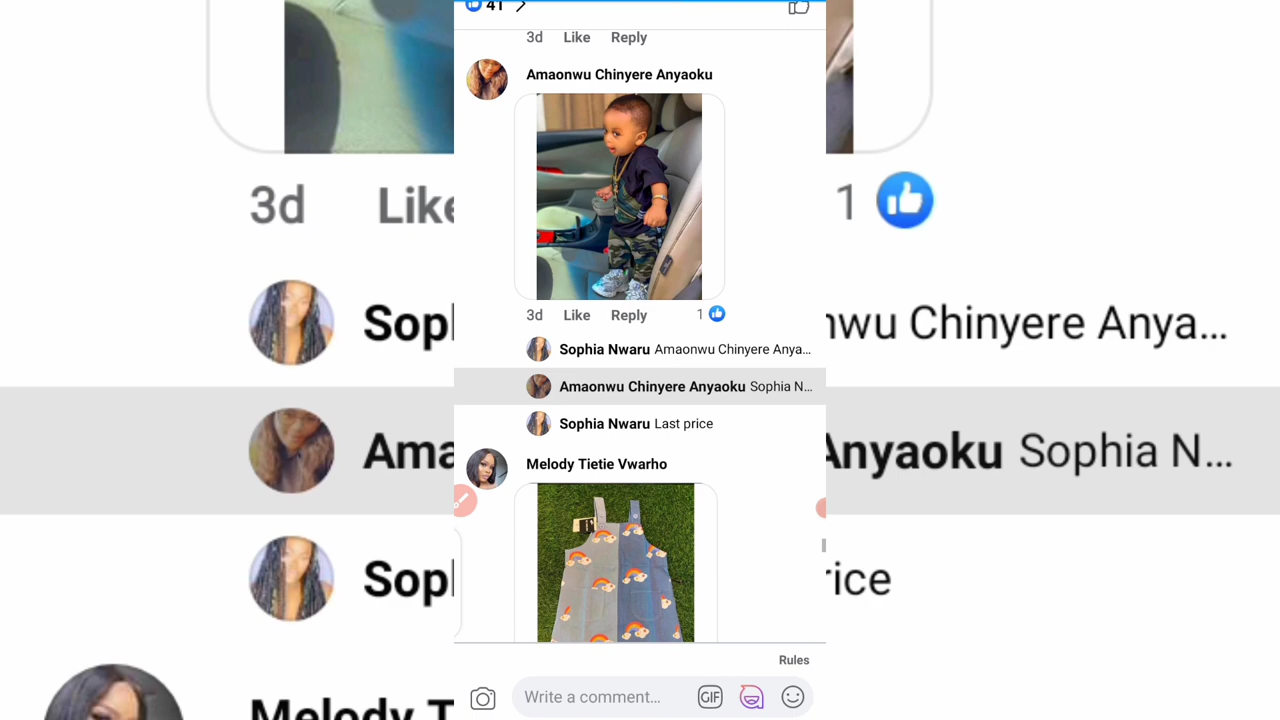 41 >
3d Like Reply
Amaonwu Chinyere Anyaoku
3d Like Reply 1
Sophia Nwaru Amaonwu Chinyere Anya...
Amaonwu Chinyere Anyaoku Sophia N...
Sophia Nwaru Last price
Melody Tietie Vwarho
Rules
Write a comment... GIF
3d Like 1
Sop nwu Chinyere Anya...
Ama Anyaoku Sophia N...
Sop rice
Melody T